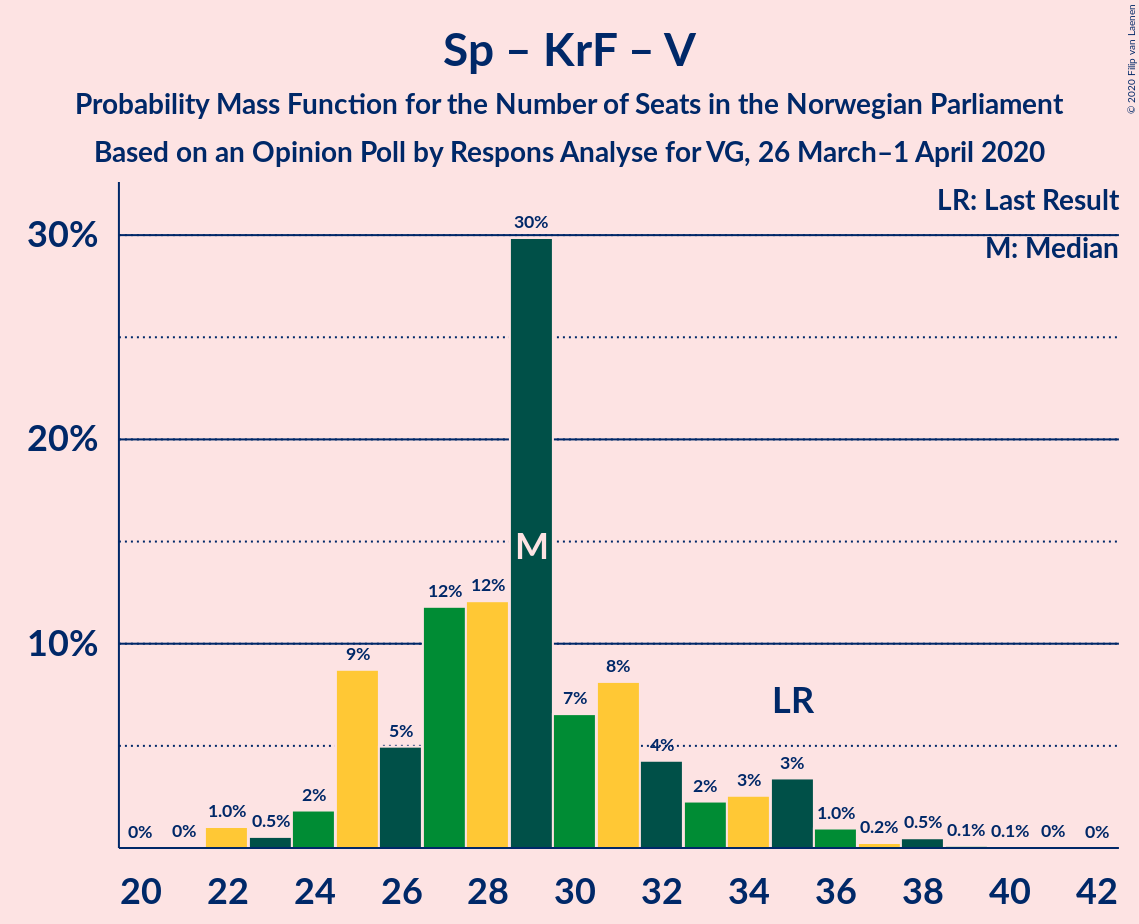 Sp – KrF – V
Probability Mass Function for the Number of Seats in the Norwegian Parliament
Based on an Opinion Poll by Respons Analyse for VG, 26 March–1 April 2020
© 2020 Filip van Laenen
LR: Last Result
M: Median
30%
20%
10%
0% 0% 1.0% 0.5% 2% 9% 5% 12% 12% 30% 7% 8% 4% 2% 3% 3% 1.0% 0.2% 0.5% 0.1% 0.1% 0% 0%
M
LR
20 22 24 26 28 30 32 34 36 38 40 42